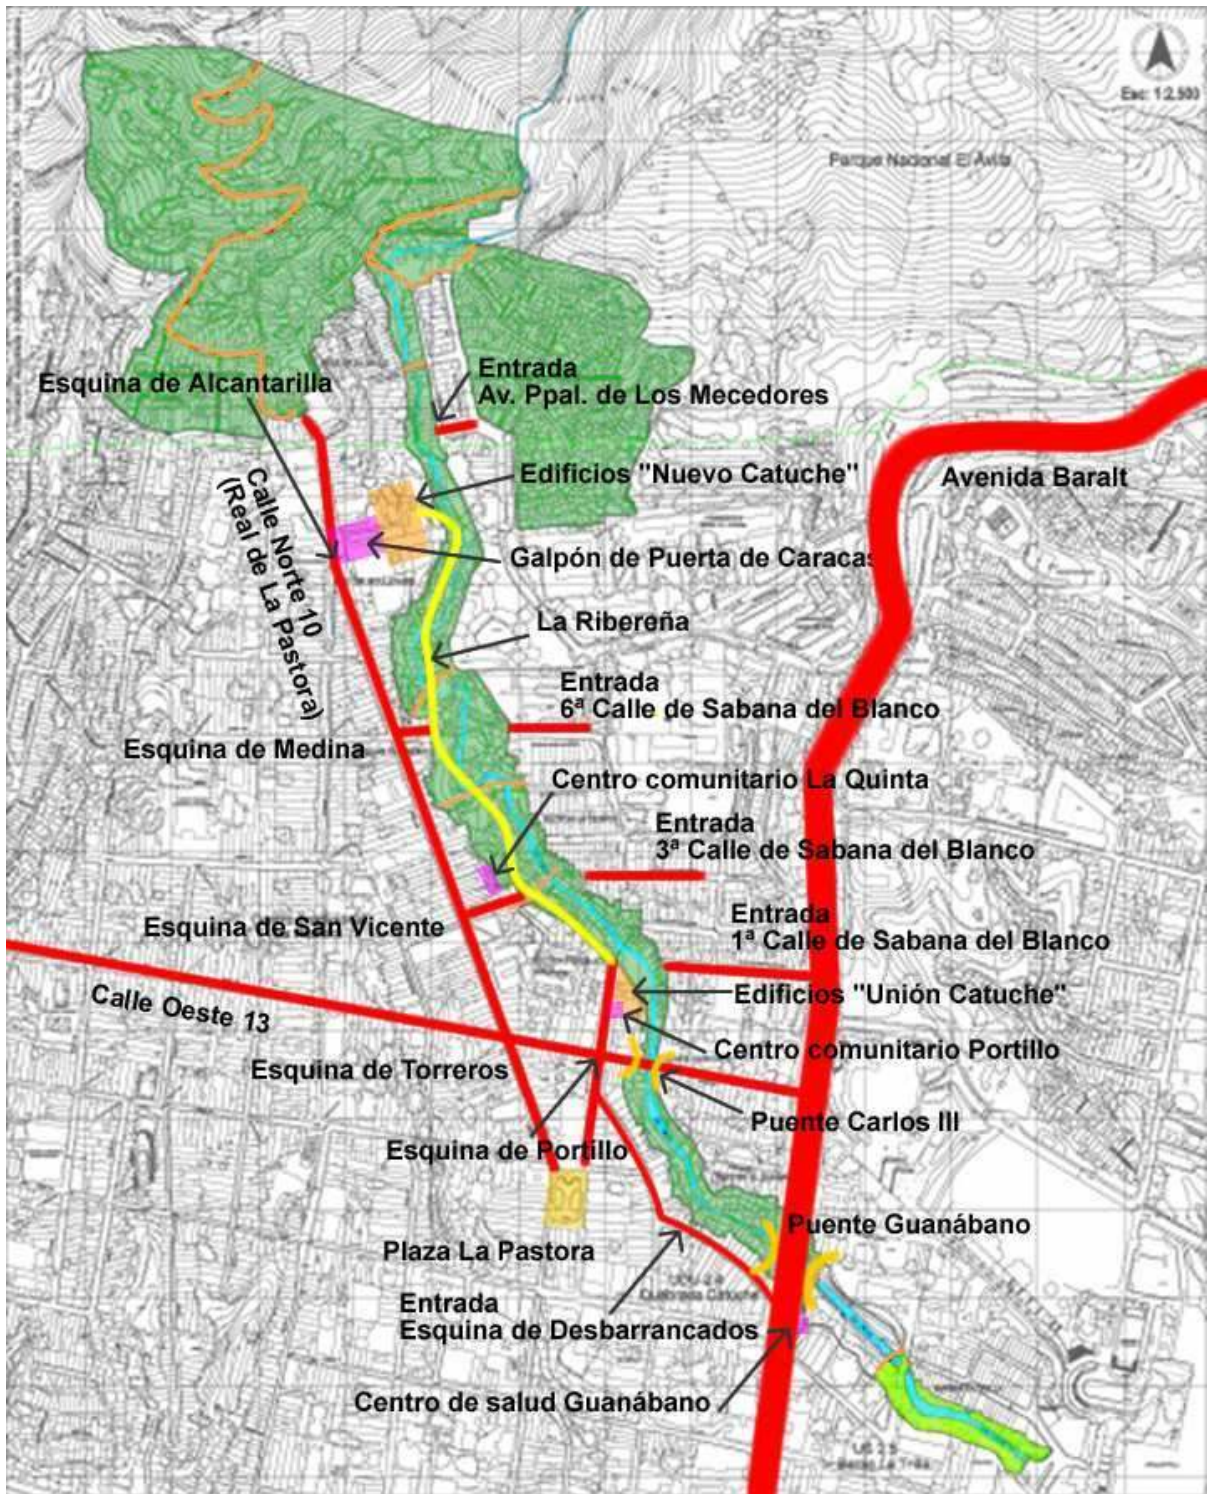 Esc: 1:2.500
Parque Nacional El Ávila
Entrada
Av. Ppal. de Los Mecedores
Esquina de Alcantarilla
Edificios "Nuevo Catuche"
Avenida Baralt
Calle Norte 10
(Real de La Pastora)
Galpón de Puerta de Caracas
La Ribereña
Entrada
6ª Calle de Sabana del Blanco
Esquina de Medina
Centro comunitario La Quinta
Entrada
3ª Calle de Sabana del Blanco
Esquina de San Vicente
Entrada
1ª Calle de Sabana del Blanco
Calle Oeste 13
Edificios "Unión Catuche"
Centro comunitario Portillo
Esquina de Torreros
Puente Carlos III
Esquina de Portillo
Puente Guanábano
Plaza La Pastora
Quebrada Catuche
Entrada
Esquina de Desbarrancados
Centro de salud Guanábano